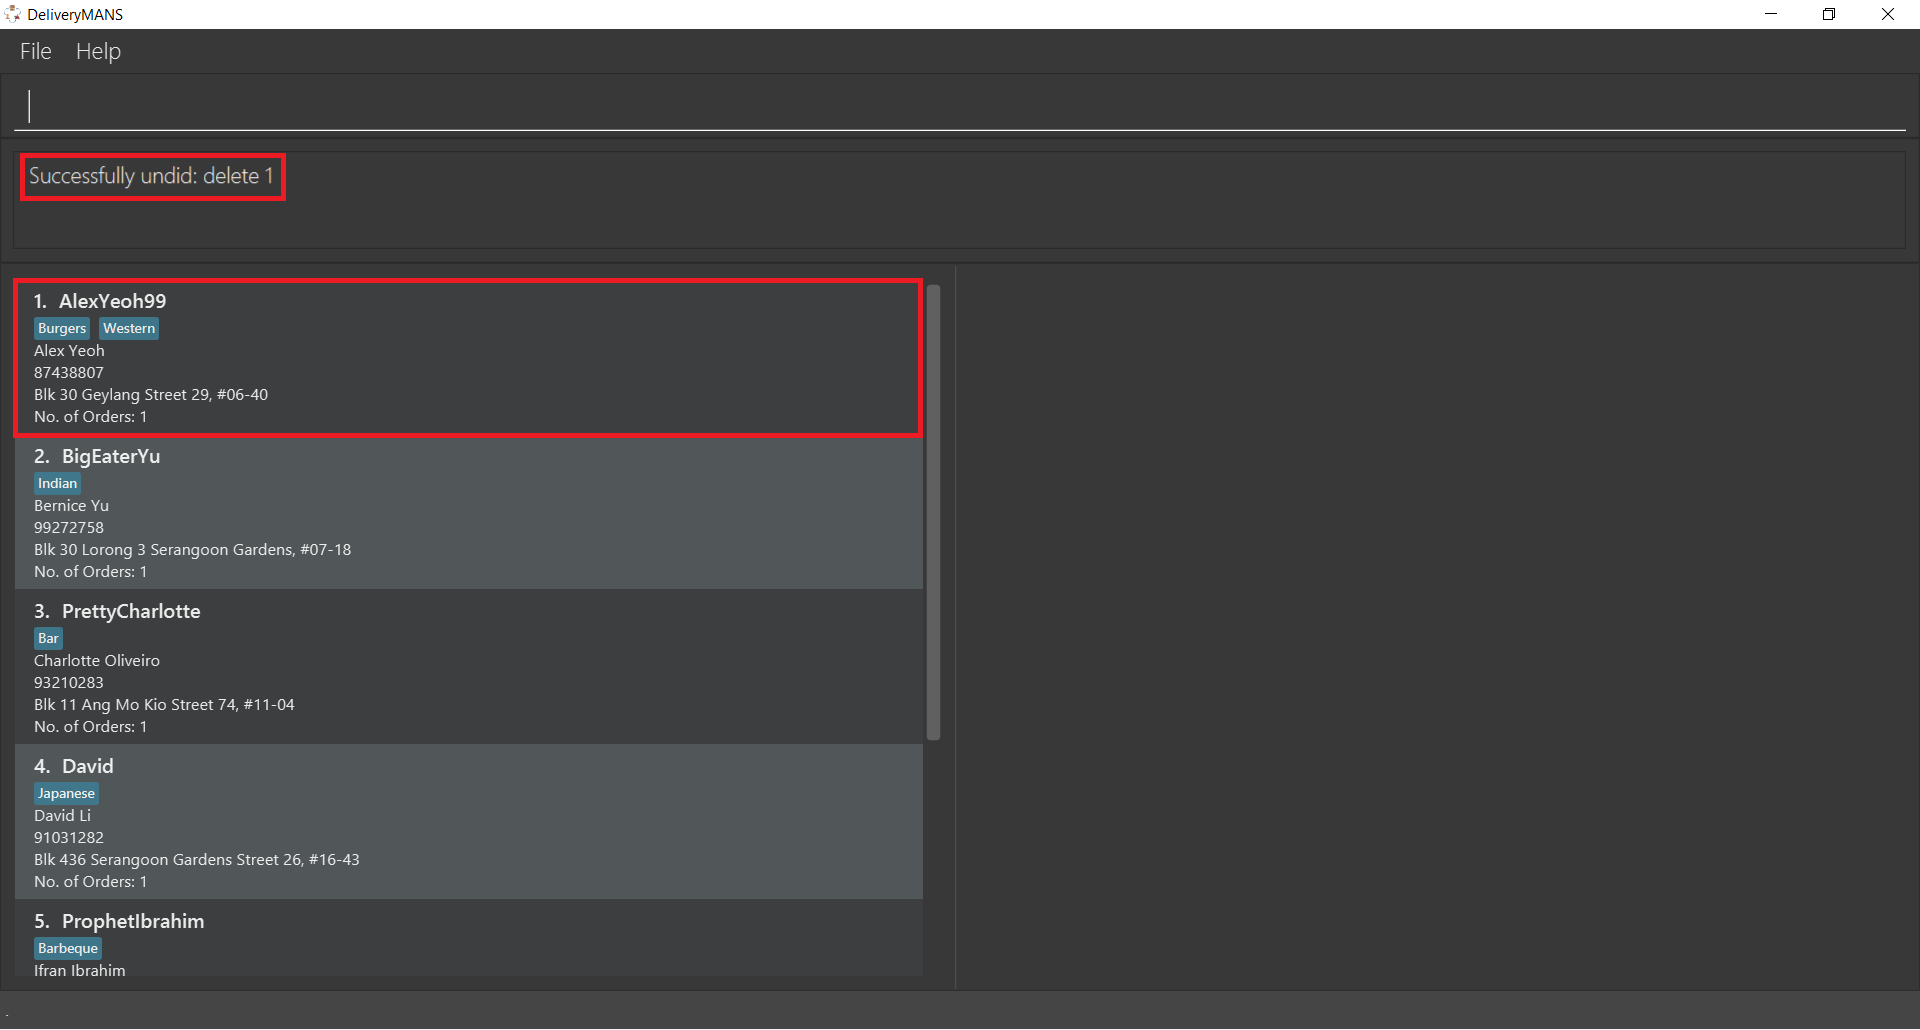 DeliveryMANS
File Help
Successfully undid: delete 1
1. AlexYeoh99
Burgers Western
Alex Yeoh
87438807
Blk 30 Geylang Street 29, #06-40
No. of Orders: 1
2. BigEaterYu
Indian
Bernice Yu
99272758
Blk 30 Lorong 3 Serangoon Gardens, #07-18
No. of Orders: 1
3. PrettyCharlotte
Bar
Charlotte Oliveiro
93210283
Blk 11 Ang Mo Kio Street 74, #11-04
No. of Orders: 1
4. David
Japanese
David Li
91031282
Blk 436 Serangoon Gardens Street 26, #16-43
No. of Orders: 1
5. ProphetIbrahim
Barbeque
Ifran Ibrahim